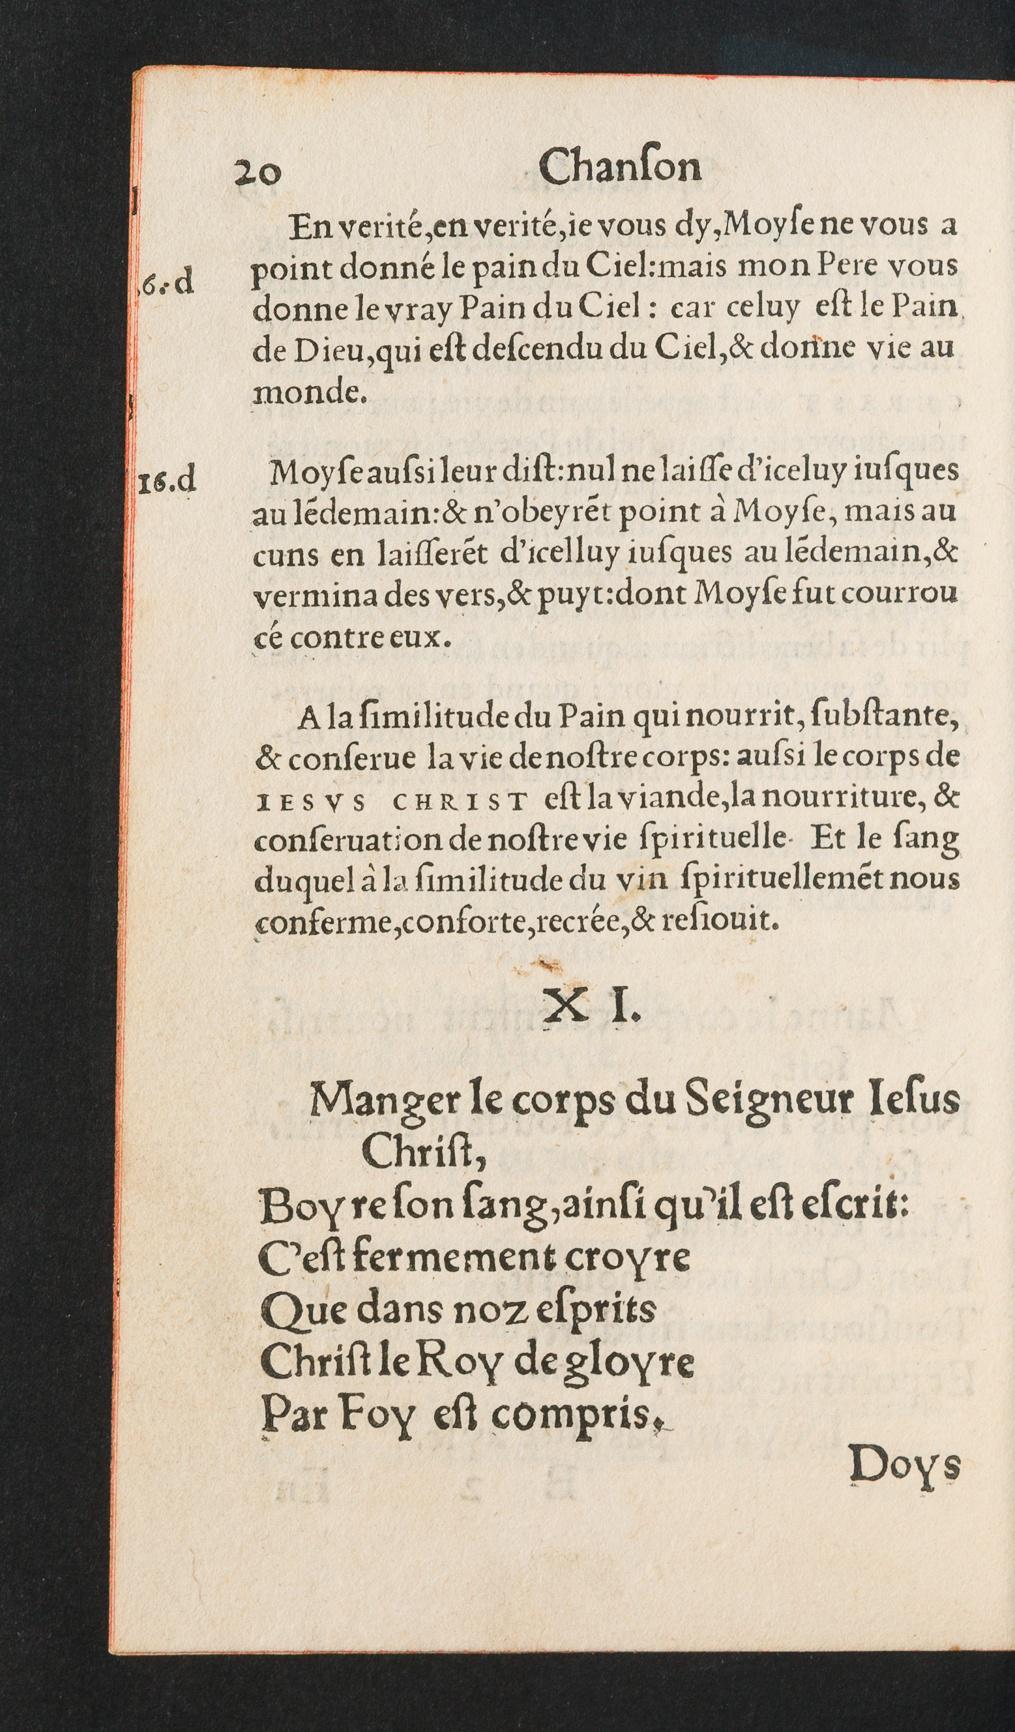 20 Chanſon
En verité,en verité,ie vous dy,Moyſe ne vous a
6.d point donné le pain du Ciel:mais mon Pere vous
donne le vray Pain du Ciel : car celuy eſt le Pain
de Dieu,qui eſt deſcendu du Ciel,& donne vie au
monde.
16.d Moyſe auſsi leur diſt:nul ne laiſſe d'iceluy iuſques
au lēdemain:& n'obeyrēt point à Moyſe, mais au
cuns en laiſſerēt d'icelluy iuſques au lēdemain,&
vermina des vers,& puyt:dont Moyſe fut courrou
cé contre eux.
A la ſimilitude du Pain qui nourrit, ſubſtante,
& conſerue la vie de noſtre corps: auſsi le corps de
IESVS CHRIST eſt la viande,la nourriture, &
conſeruation de noſtre vie ſpirituelle. Et le ſang
duquel à la ſimilitude du vin ſpirituellemēt nous
conferme,conforte,recrée,& reſiouit.
XI.
Manger le corps du Seigneur Ieſus
Chriſt,
Boyre ſon ſang,ainſi qu'il eſt eſcrit:
C'eſt fermement croyre
Que dans noz eſprits
Chriſt le Roy de gloyre
Par Foy eſt compris.
Doys